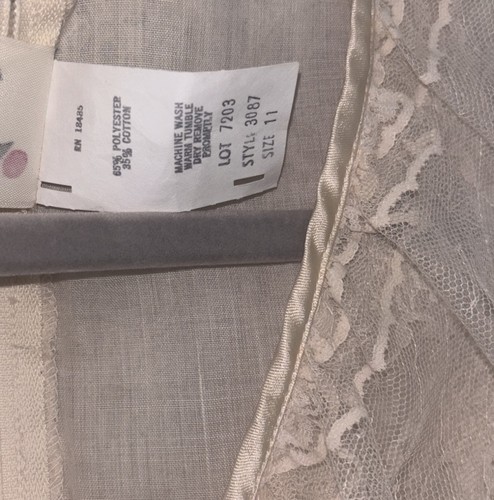 RN 18485
65% POLYESTER
35% COTTON
MACHINE WASH
WARM TUMBLE
DRY REMOVE
PROMPTLY
LOT 7203
STYLE 3087
SIZE 11